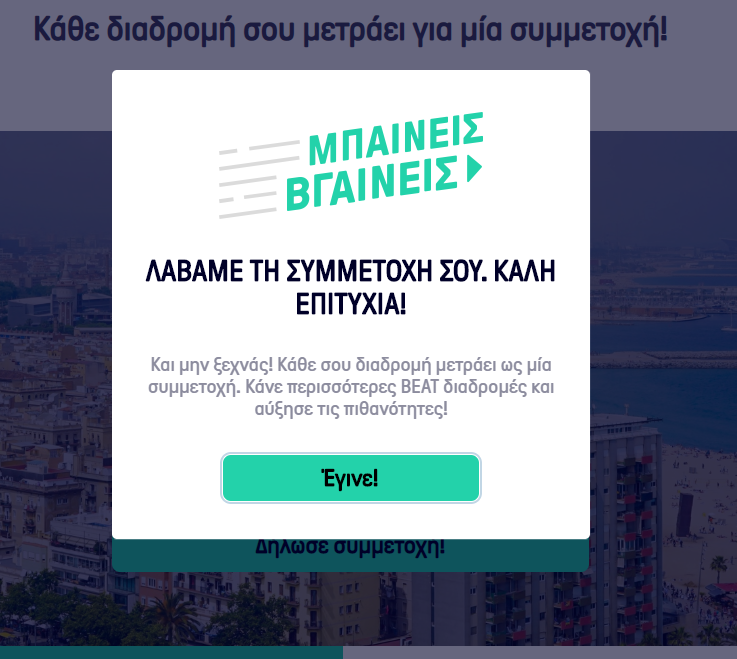 Κάθε διαδρομή σου μετράει για μία συμμετοχή!
ΜΠΑΙΝΕΙΣ
ΒΓΑΙΝΕΙΣ
ΛΑΒΑΜΕ ΤΗ ΣΥΜΜΕΤΟΧΗ ΣΟΥ. ΚΑΛΗ
ΕΠΙΤΥΧΙΑ!
Και μην ξεχνάς! Κάθε σου διαδρομή μετράει ως μία
συμμετοχή. Κάνε περισσότερες BEAT διαδρομές και
αύξησε τις πιθανότητες!
Έγινε!
Δήλωσε συμμετοχή!